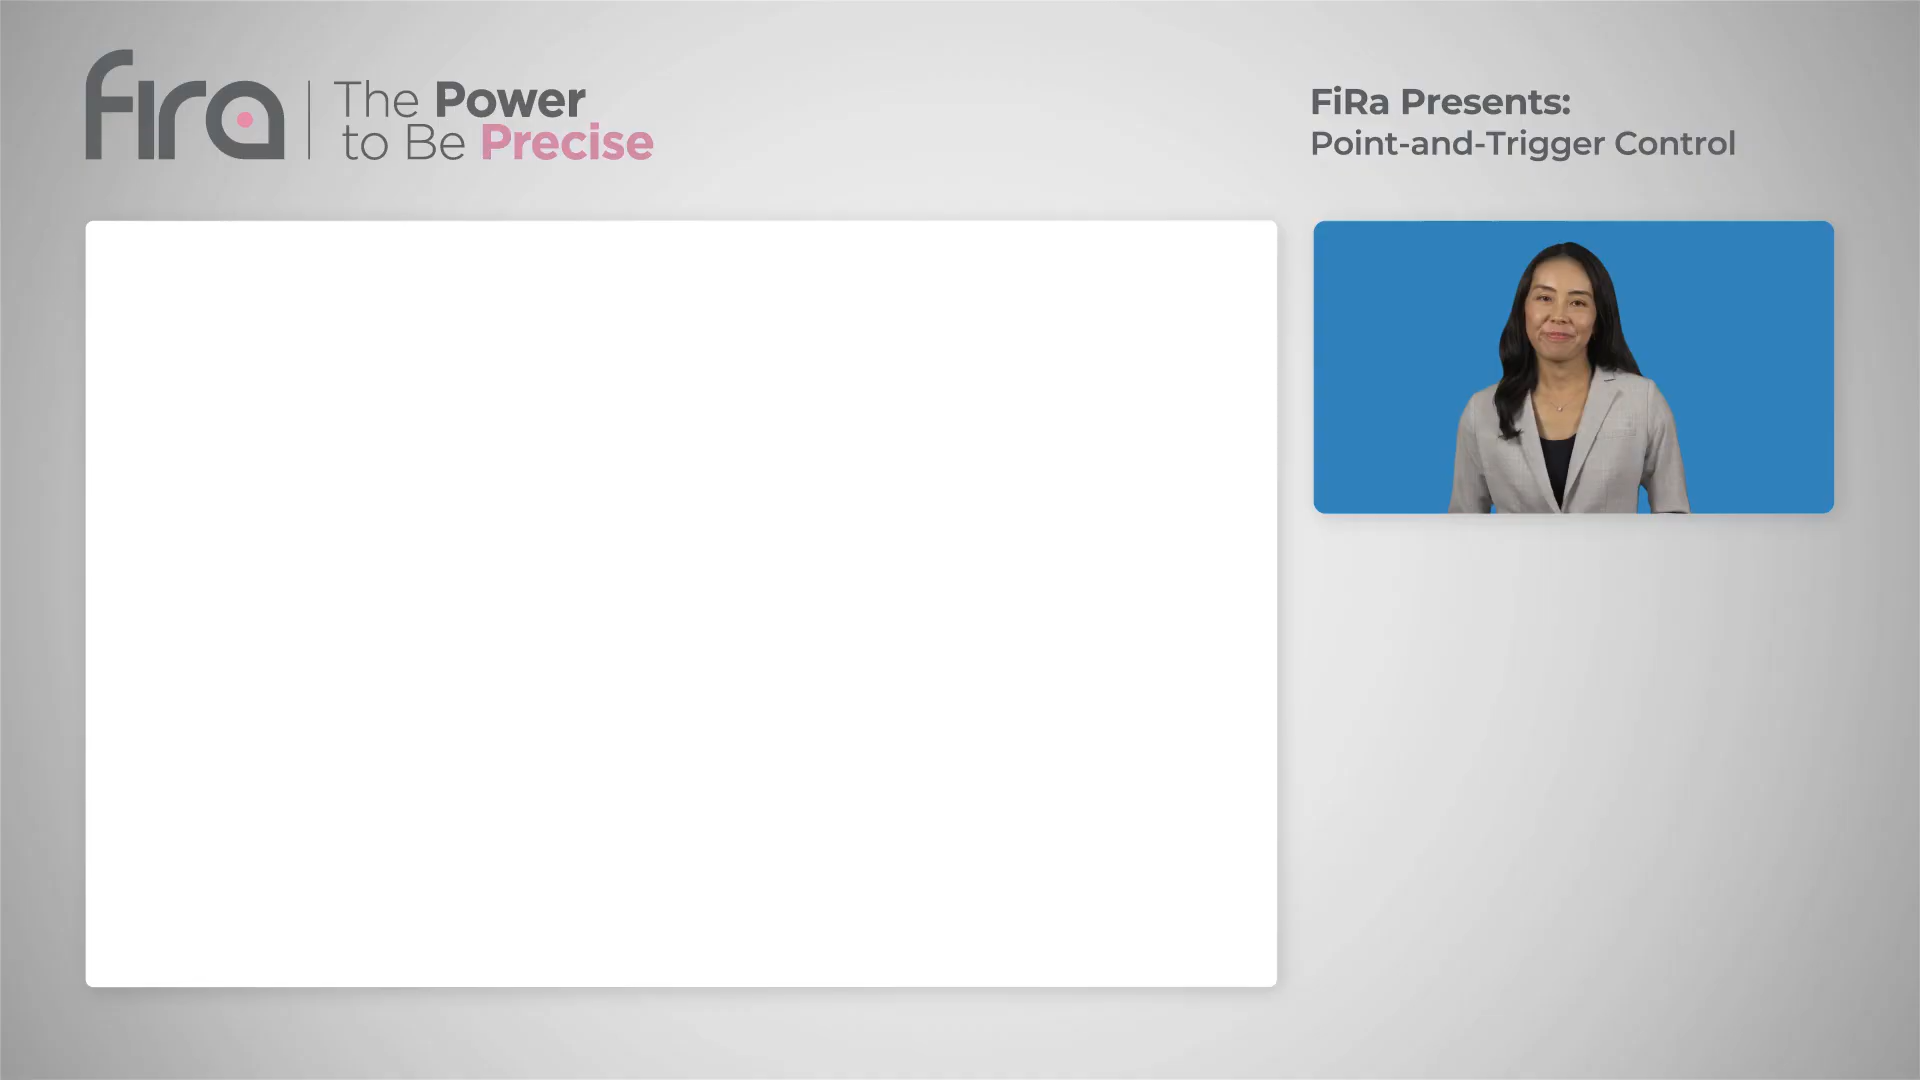 fira
The Power
to Be Precise
FiRa Presents:
Point-and-Trigger Control